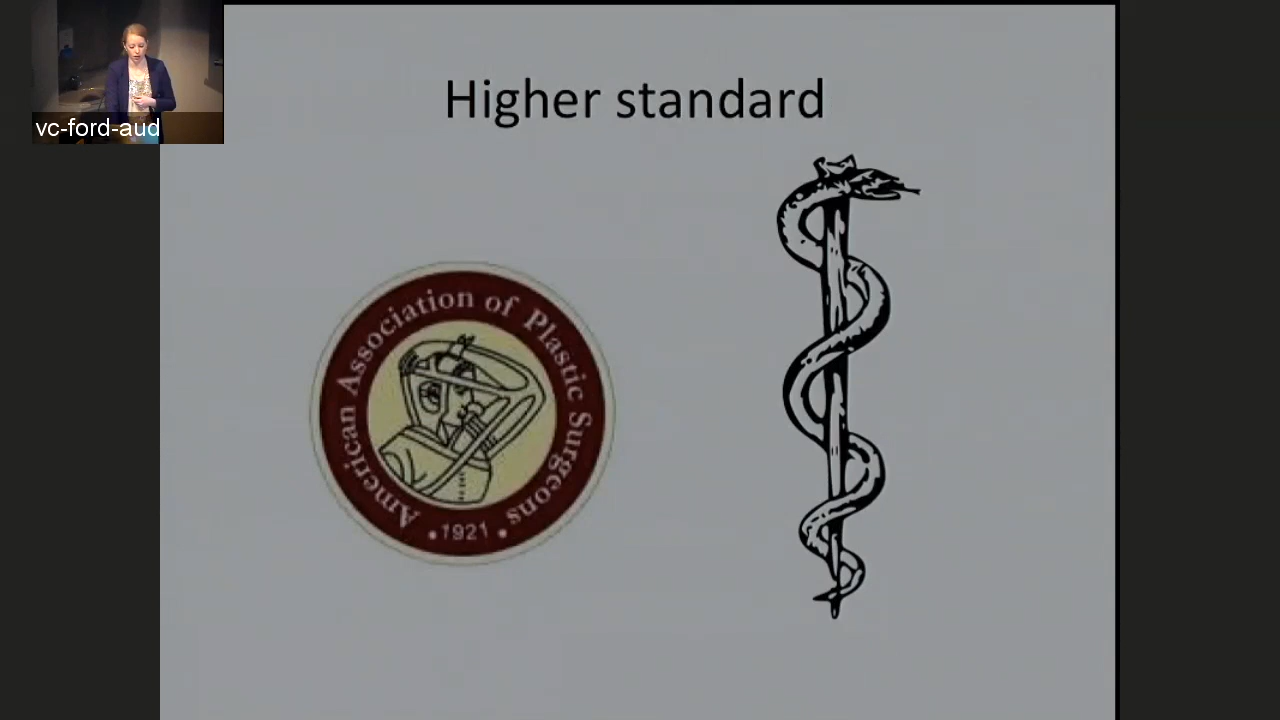 vc-ford-aud
Higher standard
American Association of Plastic Surgeons
• 1921 •